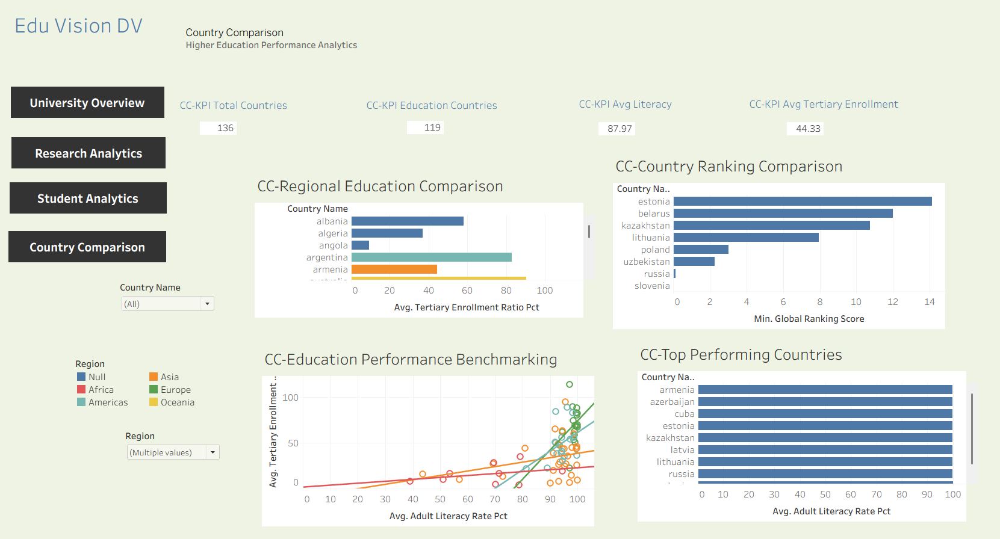 Edu Vision DV
Country Comparison
Higher Education Performance Analytics
University Overview
Research Analytics
Student Analytics
Country Comparison
CC-KPI Total Countries
136
CC-KPI Education Countries
119
CC-KPI Avg Literacy
87.97
CC-KPI Avg Tertiary Enrollment
44.33
Country Name
(All)
Region
Null
Asia
Africa
Europe
Americas
Oceania
Region
(Multiple values)
CC-Regional Education Comparison
Country Name
albania
algeria
angola
argentina
armenia
0 20 40 60 80 100
Avg. Tertiary Enrollment Ratio Pct
CC-Country Ranking Comparison
Country Na..
estonia
belarus
kazakhstan
lithuania
poland
uzbekistan
russia
slovenia
0 2 4 6 8 10 12 14
Min. Global Ranking Score
CC-Education Performance Benchmarking
Avg. Tertiary Enrollment ..
100
50
0
0 10 20 30 40 50 60 70 80 90 100
Avg. Adult Literacy Rate Pct
CC-Top Performing Countries
Country Na..
armenia
azerbaijan
cuba
estonia
kazakhstan
latvia
lithuania
russia
0 10 20 30 40 50 60 70 80 90 100
Avg. Adult Literacy Rate Pct